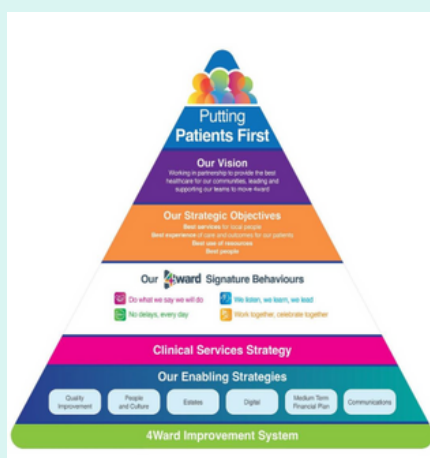 Putting
Patients First
Our Vision
Working in partnership to provide the best
healthcare for our communities, leading and
supporting our teams to move 4ward
Our Strategic Objectives
Best services for local people
Best experience of care and outcomes for our patients
Best use of resources
Best people
Our 4ward Signature Behaviours
Do what we say we will do
We listen, we learn, we lead
No delays, every day
Work together, celebrate together
Clinical Services Strategy
Our Enabling Strategies
Quality
Improvement
People
and Culture
Estates
Digital
Medium Term
Financial Plan
Communications
4Ward Improvement System